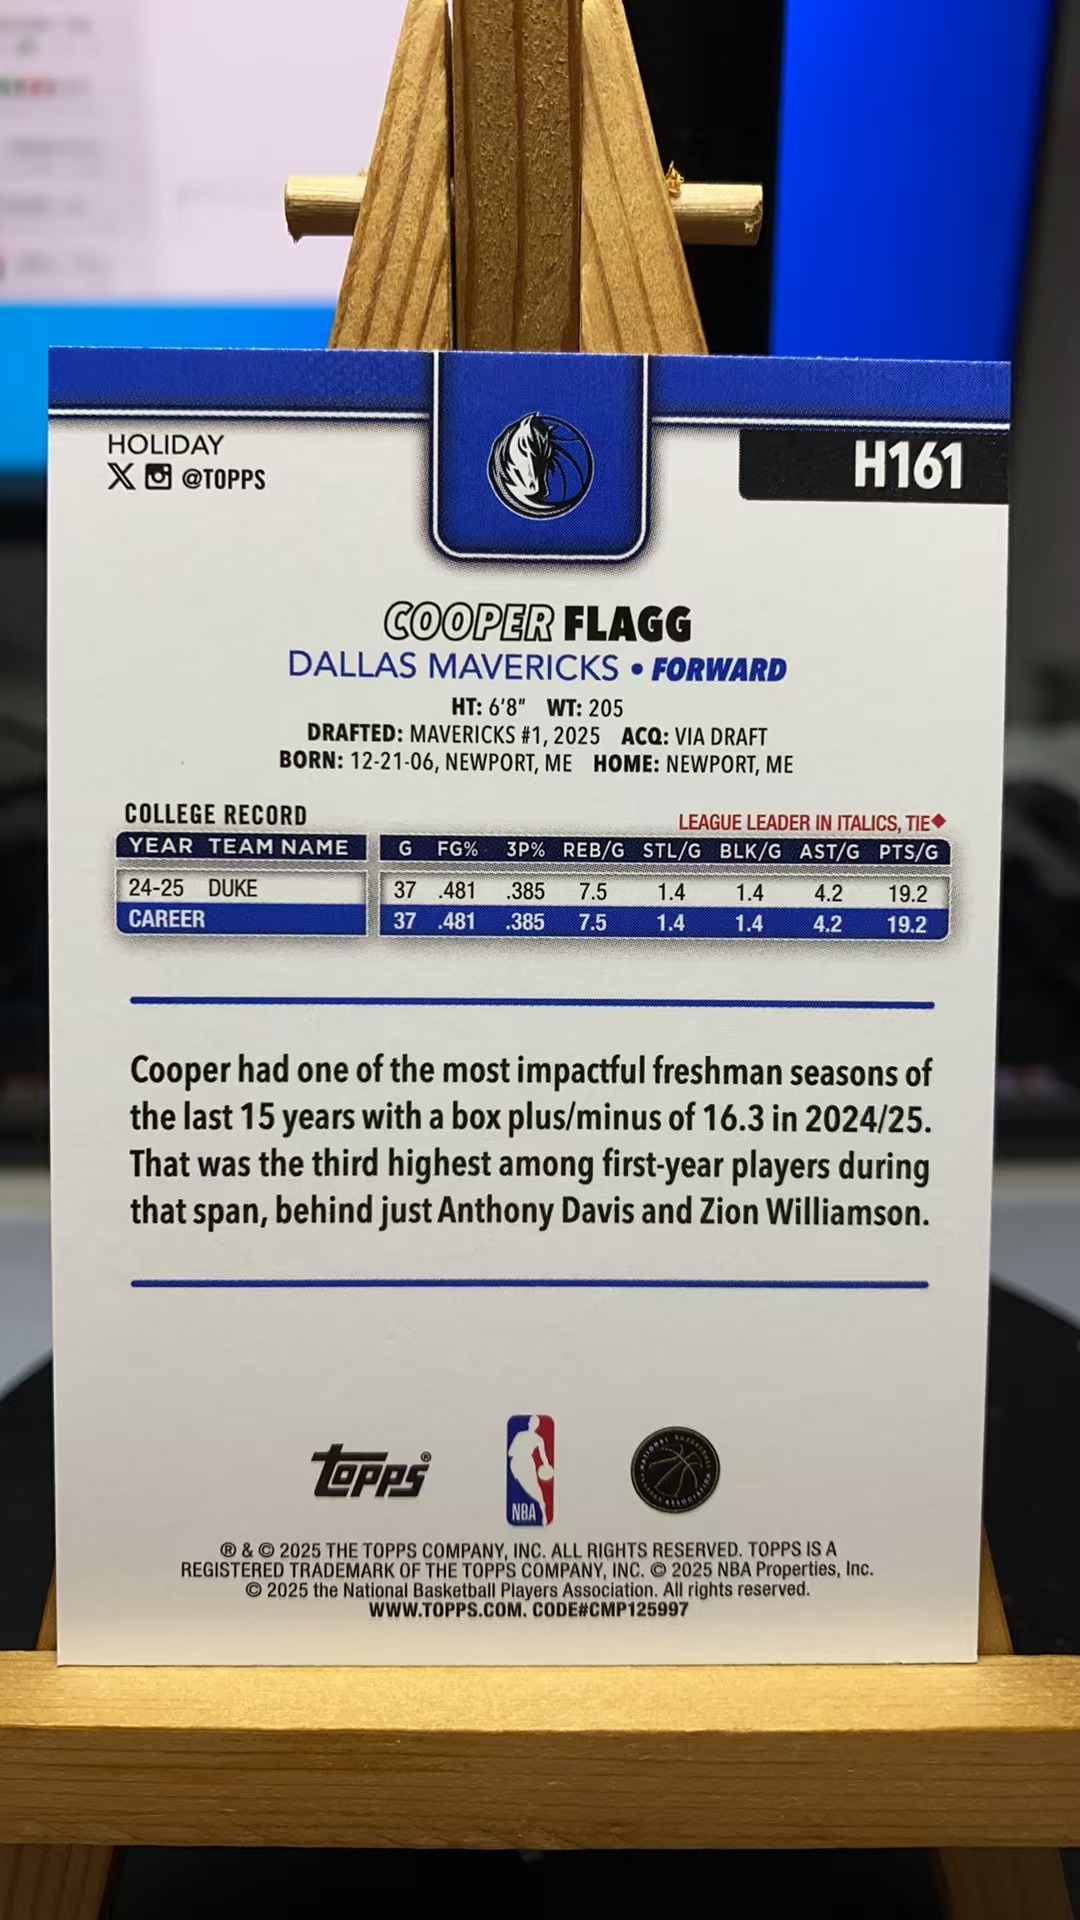 HOLIDAY
X @TOPPS
H161
COOPER FLAGG
DALLAS MAVERICKS • FORWARD
HT: 6'8" WT: 205
DRAFTED: MAVERICKS #1, 2025 ACQ: VIA DRAFT
BORN: 12-21-06, NEWPORT, ME HOME: NEWPORT, ME
COLLEGE RECORD
LEAGUE LEADER IN ITALICS, TIE◆
YEAR TEAM NAME G FG% 3P% REB/G STL/G BLK/G AST/G PTS/G
24-25 DUKE 37 .481 .385 7.5 1.4 1.4 4.2 19.2
CAREER 37 .481 .385 7.5 1.4 1.4 4.2 19.2
Cooper had one of the most impactful freshman seasons of
the last 15 years with a box plus/minus of 16.3 in 2024/25.
That was the third highest among first-year players during
that span, behind just Anthony Davis and Zion Williamson.
topps®
NBA
® & © 2025 THE TOPPS COMPANY, INC. ALL RIGHTS RESERVED. TOPPS IS A
REGISTERED TRADEMARK OF THE TOPPS COMPANY, INC. © 2025 NBA Properties, Inc.
© 2025 the National Basketball Players Association. All rights reserved.
WWW.TOPPS.COM. CODE#CMP125997